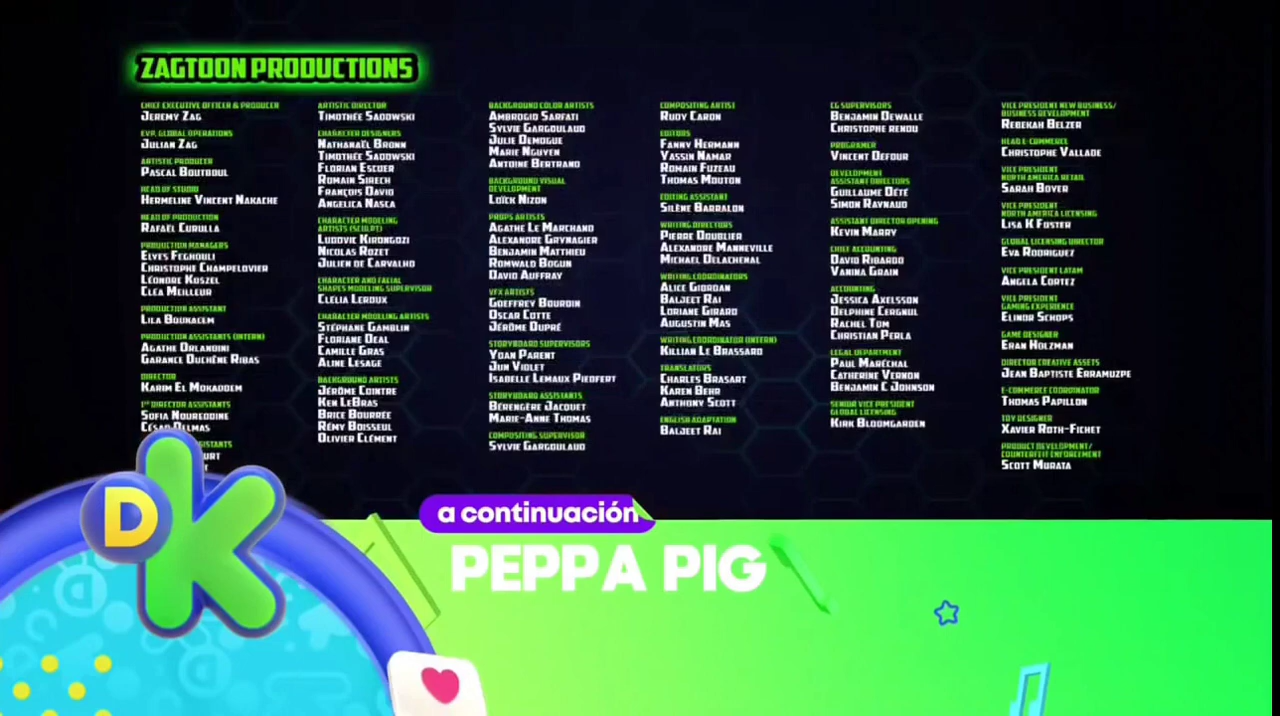 ZAGTOON PRODUCTIONS
CHIEF EXECUTIVE OFFICER & PRODUCER
JEREMY ZAG
EVP, GLOBAL OPERATIONS
JULIAN ZAG
ARTISTIC PRODUCER
PASCAL BOUTBOUL
HEAD OF STUDIO
HERMELINE VINCENT NAKACHE
HEAD OF PRODUCTION
RAFAEL CURULLA
PRODUCTION MANAGERS
ELYES FEGHOULI
CHRISTOPHE CHAMPELOVIER
LÉONORE KOSZEL
CLEA MEILLEUR
PRODUCTION ASSISTANT
LILA BOUKACEM
PRODUCTION ASSISTANTS (INTERN)
AGATHE ORLANDINI
GARANCE DUCHÊNE RIBAS
DIRECTOR
KARIM EL MOKADDEM
1ST DIRECTOR ASSISTANTS
SOFIA NOUREDDINE
CÉSAR DELMAS
ARTISTIC DIRECTOR
TIMOTHÉE SADOWSKI
CHARACTER DESIGNERS
NATHANAËL BRONN
TIMOTHÉE SADOWSKI
FLORIAN ESCOER
ROMAIN SIRECH
FRANÇOIS DAVID
ANGELICA NASCA
CHARACTER MODELING
ARTISTS (SCULPT)
LUDOVIC KIRONGOZI
NICOLAS ROZET
JULIEN DE CARVALHO
CHARACTER AND FACIAL
SHAPES MODELING SUPERVISOR
CLELIA LEROUX
CHARACTER MODELING ARTISTS
STÉPHANE GAMBLIN
FLORIANE DEAL
CAMILLE GRAS
ALINE LESAGE
BACKGROUND ARTISTS
JÉRÔME COINTRE
KEN LEBRAS
BRICE BOURRÉE
RÉMY BOISSEUL
OLIVIER CLÉMENT
BACKGROUND COLOR ARTISTS
AMBROGIO SARFATI
SYLVIE GARGOULAUD
JULIE DEMOGUE
MARIE NGUYEN
ANTOINE BERTRAND
BACKGROUND VISUAL
DEVELOPMENT
LOÏCK NIZON
PROPS ARTISTS
AGATHE LE MARCHAND
ALEXANDRE GRYNAGIER
BENJAMIN MATTHIEU
ROMWALD BOGUN
DAVID AUFFRAY
VFX ARTISTS
GOEFFREY BOURDIN
OSCAR COTTE
JÉRÔME DUPRÉ
STORYBOARD SUPERVISORS
YOAN PARENT
JUN VIOLET
ISABELLE LEMAUX PIEDFERT
STORYBOARD ASSISTANTS
BÉRENGÈRE JACQUET
MARIE-ANNE THOMAS
COMPOSITING SUPERVISOR
SYLVIE GARGOULAUD
COMPOSITING ARTIST
RUDY CARON
EDITORS
FANNY HERMANN
YASSIN NAMAR
ROMAIN FUZEAU
THOMAS MOUTON
EDITING ASSISTANT
SILÈNE BARRALON
WRITING DIRECTORS
PIERRE DOUBLIER
ALEXANDRE MANNEVILLE
MICHAEL DELACHENAL
WRITING COORDINATORS
ALICE GIORDAN
BALJEET RAI
LORIANE GIRARD
AUGUSTIN MAS
WRITING COORDINATOR (INTERN)
KILLIAN LE BRASSARD
TRANSLATORS
CHARLES BRASART
KAREN BEHR
ANTHONY SCOTT
ENGLISH ADAPTATION
BALJEET RAI
CG SUPERVISORS
BENJAMIN DEWALLE
CHRISTOPHE RENOU
PROGRAMER
VINCENT DEFOUR
DEVELOPMENT
ASSISTANT DIRECTORS
GUILLAUME DÉTÉ
SIMON RAYNAUD
ASSISTANT DIRECTOR OPENING
KEVIN MARRY
CHIEF ACCOUNTING
DAVID RIBARDO
VANINA GRAIN
ACCOUNTING
JESSICA AXELSSON
DELPHINE CERGNUL
RACHEL TOM
CHRISTIAN PERLA
LEGAL DEPARTMENT
PAUL MARÉCHAL
CATHERINE VERNON
BENJAMIN C JOHNSON
SENIOR VICE PRESIDENT
GLOBAL LICENSING
KIRK BLOOMGARDEN
VICE PRESIDENT NEW BUSINESS/
BUSINESS DEVELOPMENT
REBEKAH BELZER
HEAD E-COMMERCE
CHRISTOPHE VALLADE
VICE PRESIDENT
NORTH AMERICA RETAIL
SARAH BOYER
VICE PRESIDENT
NORTH AMERICA LICENSING
LISA K FOSTER
GLOBAL LICENSING DIRECTOR
EVA RODRIGUEZ
VICE PRESIDENT LATAM
ANGELA CORTEZ
VICE PRESIDENT
GAMING EXPERIENCE
ELINOR SCHOPS
GAME DESIGNER
ERAN HOLZMAN
DIRECTOR CREATIVE ASSETS
JEAN BAPTISTE ERRAMUZPE
E-COMMERCE COORDINATOR
THOMAS PAPILLON
TOY DESIGNER
XAVIER ROTH-FICHET
PRODUCT DEVELOPMENT/
COUNTERFEIT ENFORCEMENT
SCOTT MURATA
DK
a continuación
PEPPA PIG